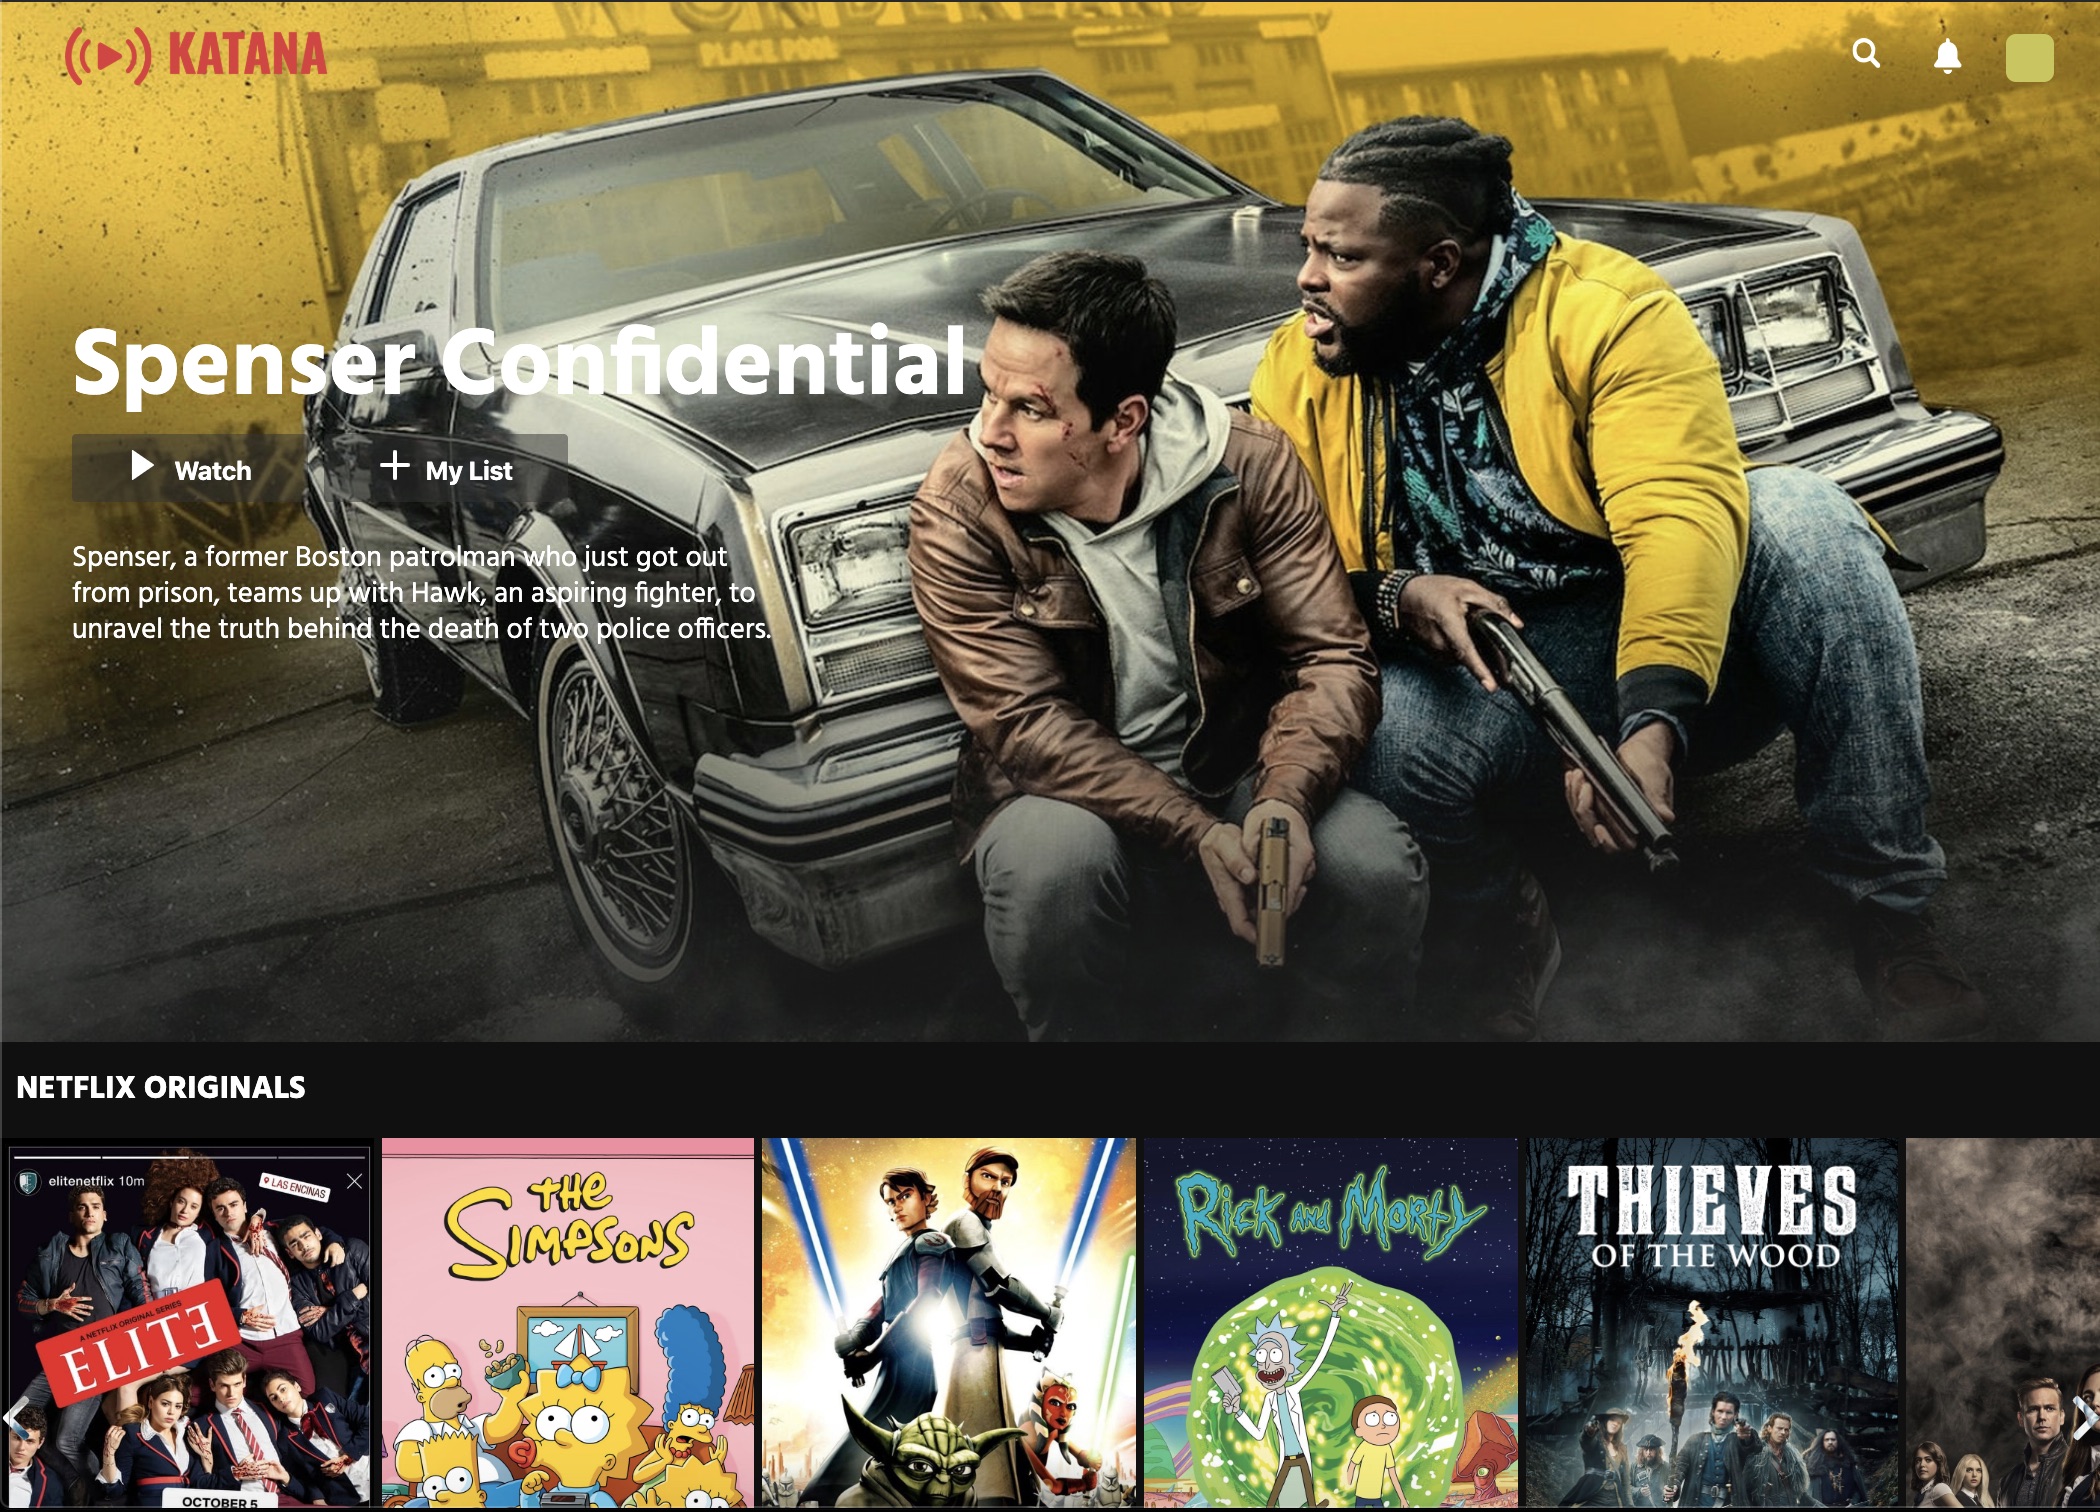 KATANA
PLACE POOL
Spenser Confidential
Watch
My List
Spenser, a former Boston patrolman who just got out
from prison, teams up with Hawk, an aspiring fighter, to
unravel the truth behind the death of two police officers.
NETFLIX ORIGINALS
elitenetflix 10m
LAS ENCINAS
A NETFLIX ORIGINAL SERIES
ELITE
OCTOBER 5
THE
SIMPSONS
RICK AND MORTY
THIEVES
OF THE WOOD